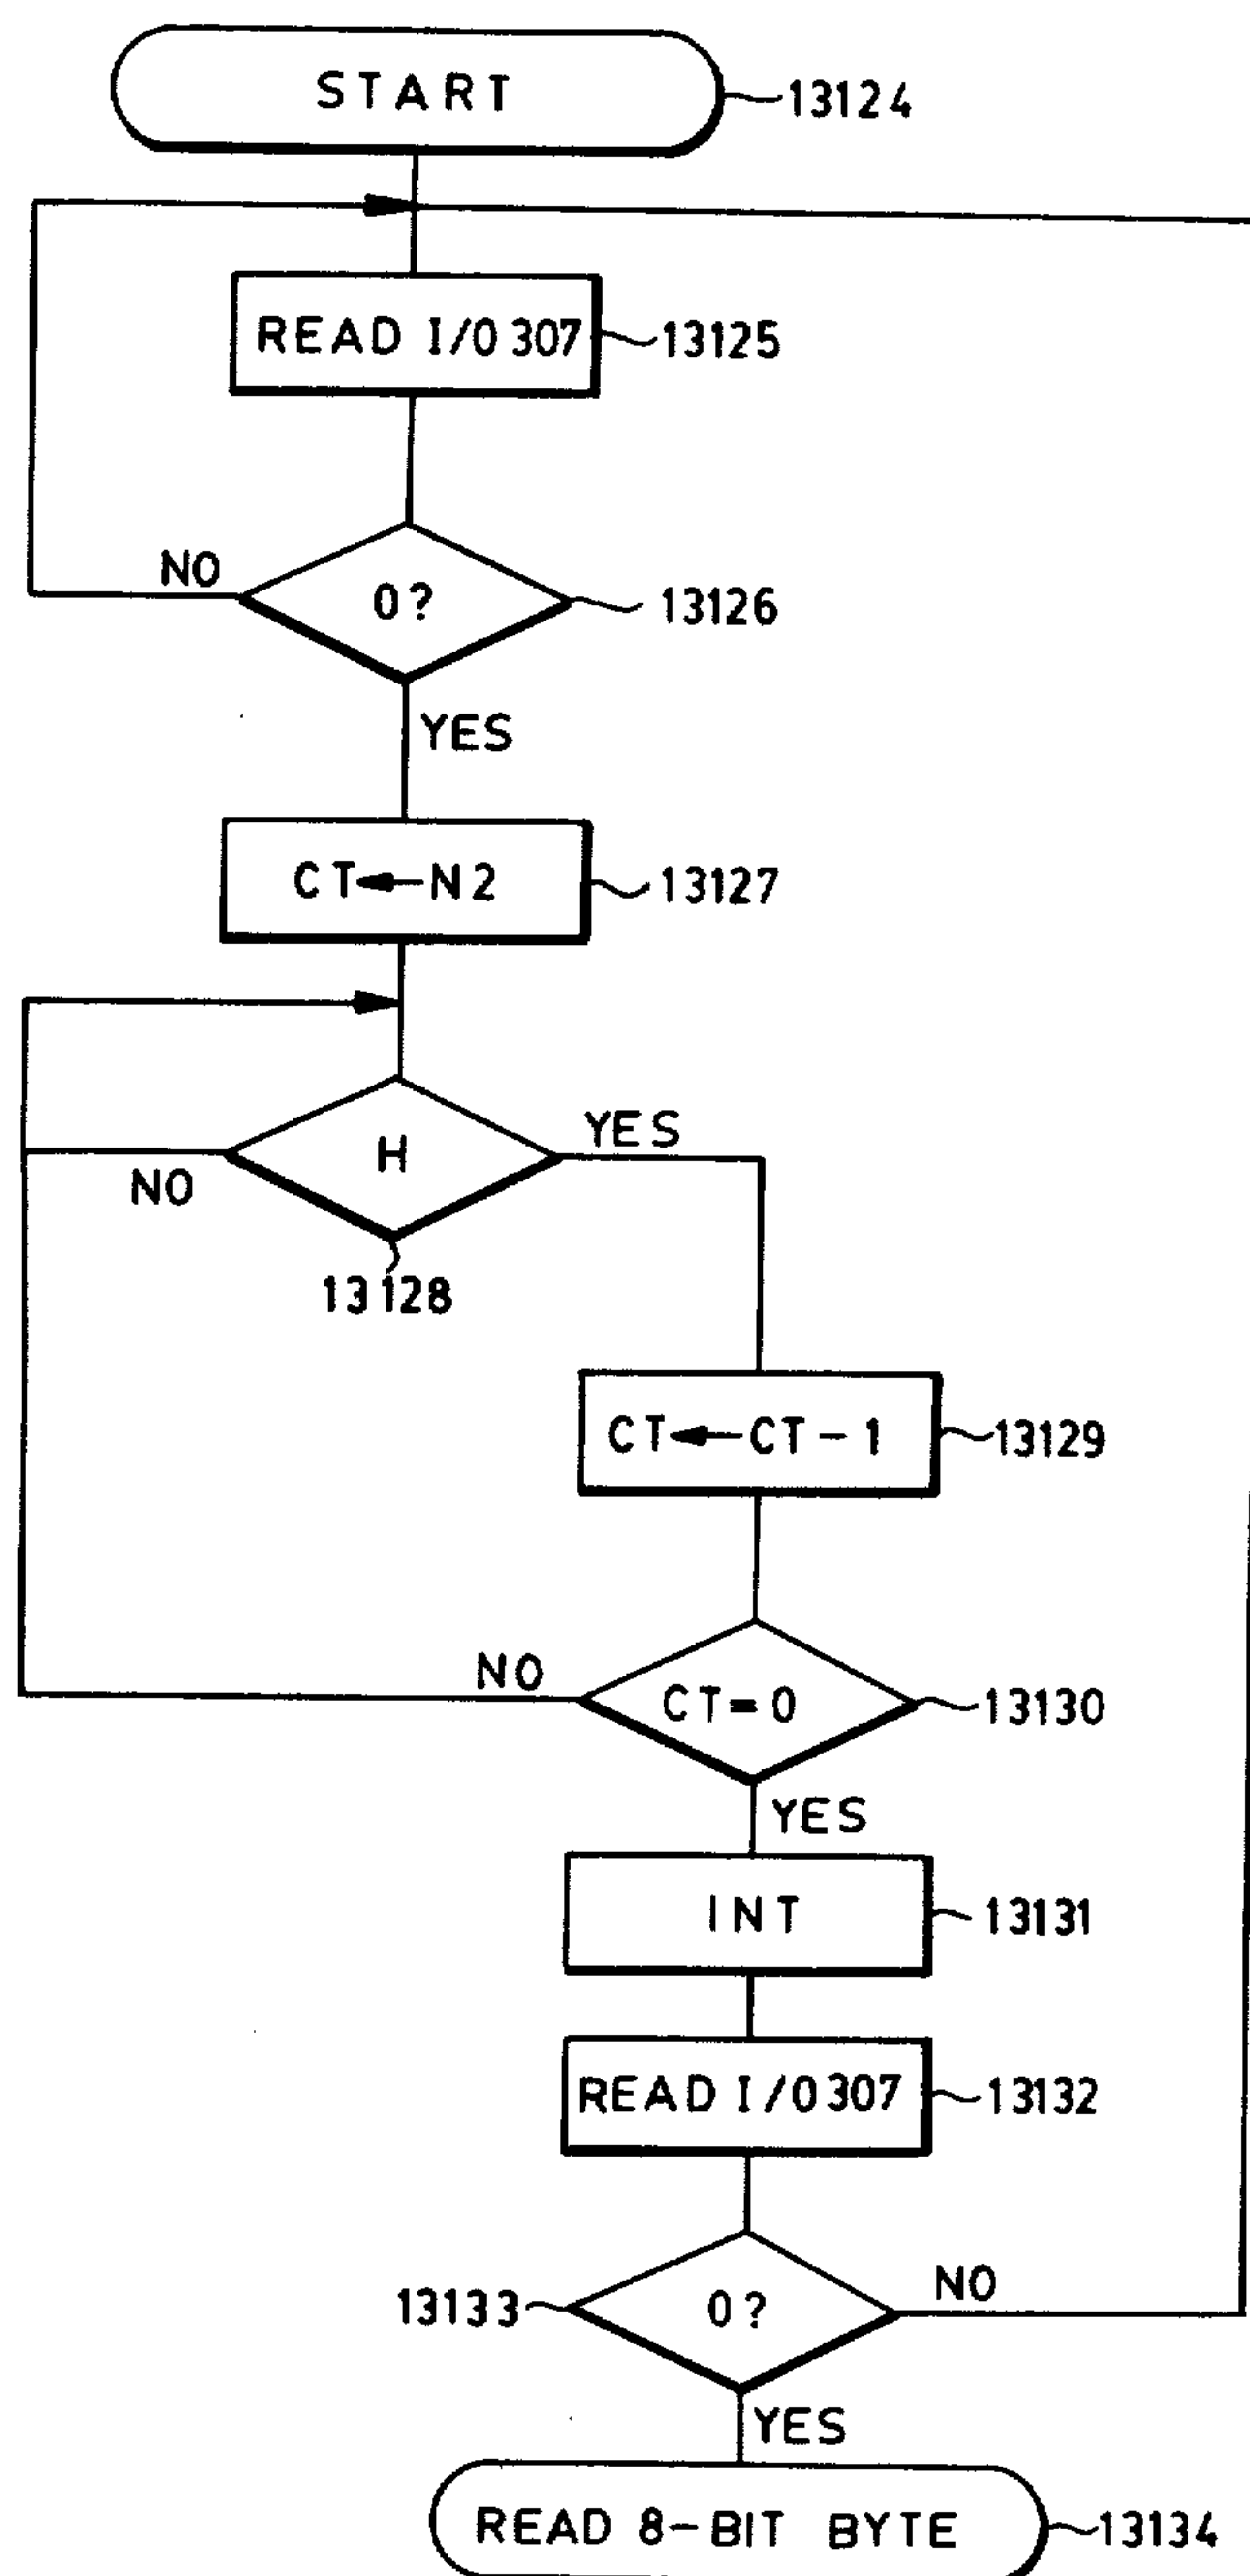 START
13124
READ I/O 307
13125
NO
0?
13126
YES
CT←N2
13127
H
YES
NO
13128
CT←CT-1
13129
NO
CT=0
13130
YES
INT
13131
READ I/O 307
13132
13133
0?
NO
YES
READ 8-BIT BYTE
13134